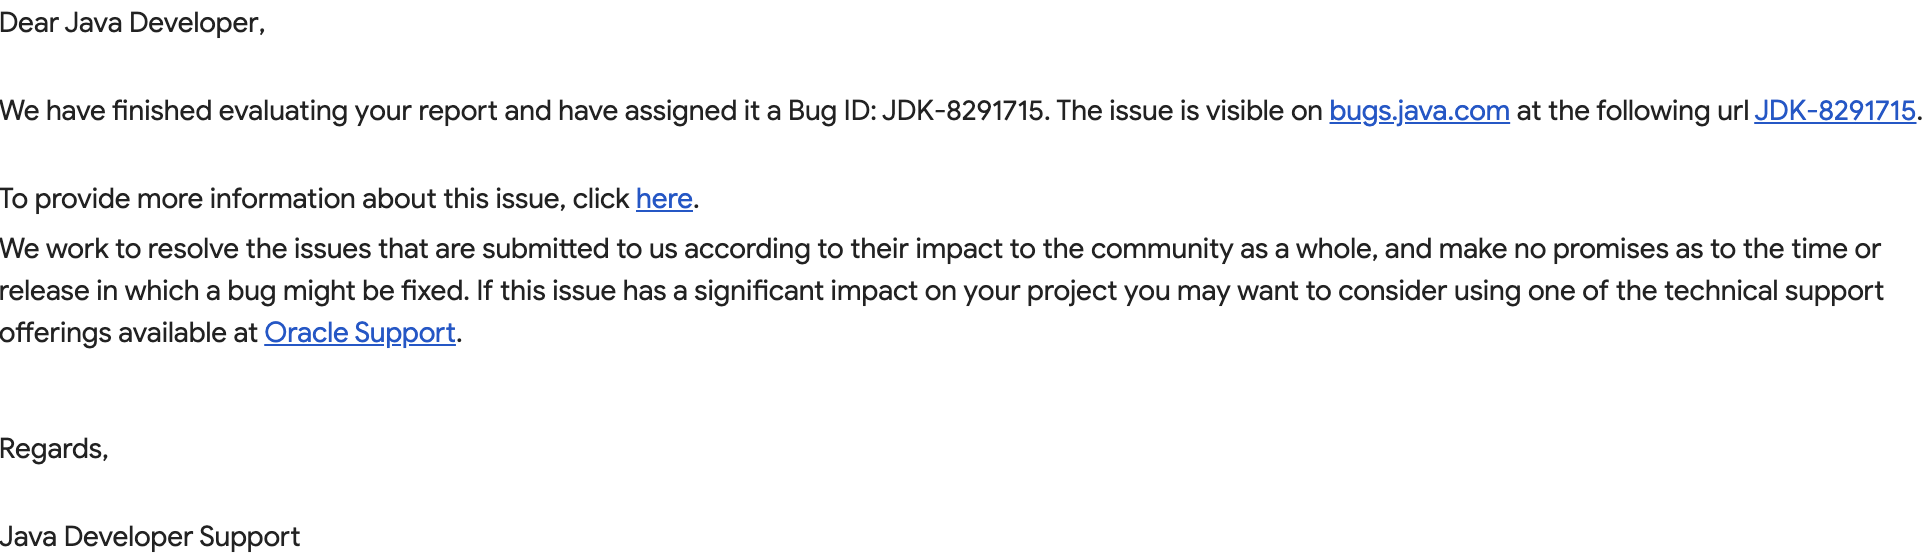 Dear Java Developer,
We have finished evaluating your report and have assigned it a Bug ID: JDK-8291715. The issue is visible on bugs.java.com at the following url JDK-8291715.
To provide more information about this issue, click here.
We work to resolve the issues that are submitted to us according to their impact to the community as a whole, and make no promises as to the time or
release in which a bug might be fixed. If this issue has a significant impact on your project you may want to consider using one of the technical support
offerings available at Oracle Support.
Regards,
Java Developer Support